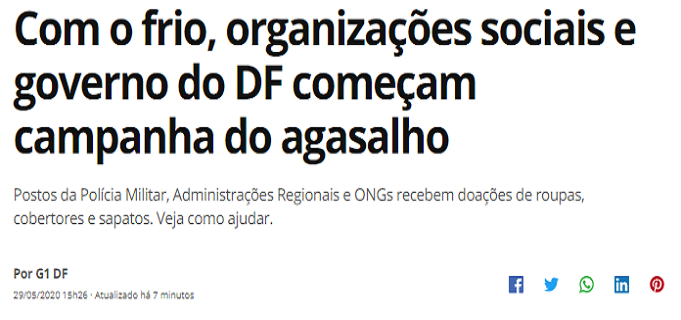 Com o frio, organizações sociais e
governo do DF começam
campanha do agasalho
Postos da Polícia Militar, Administrações Regionais e ONGs recebem doações de roupas,
cobertores e sapatos. Veja como ajudar.
Por G1 DF
29/05/2020 15h26 · Atualizado há 7 minutos